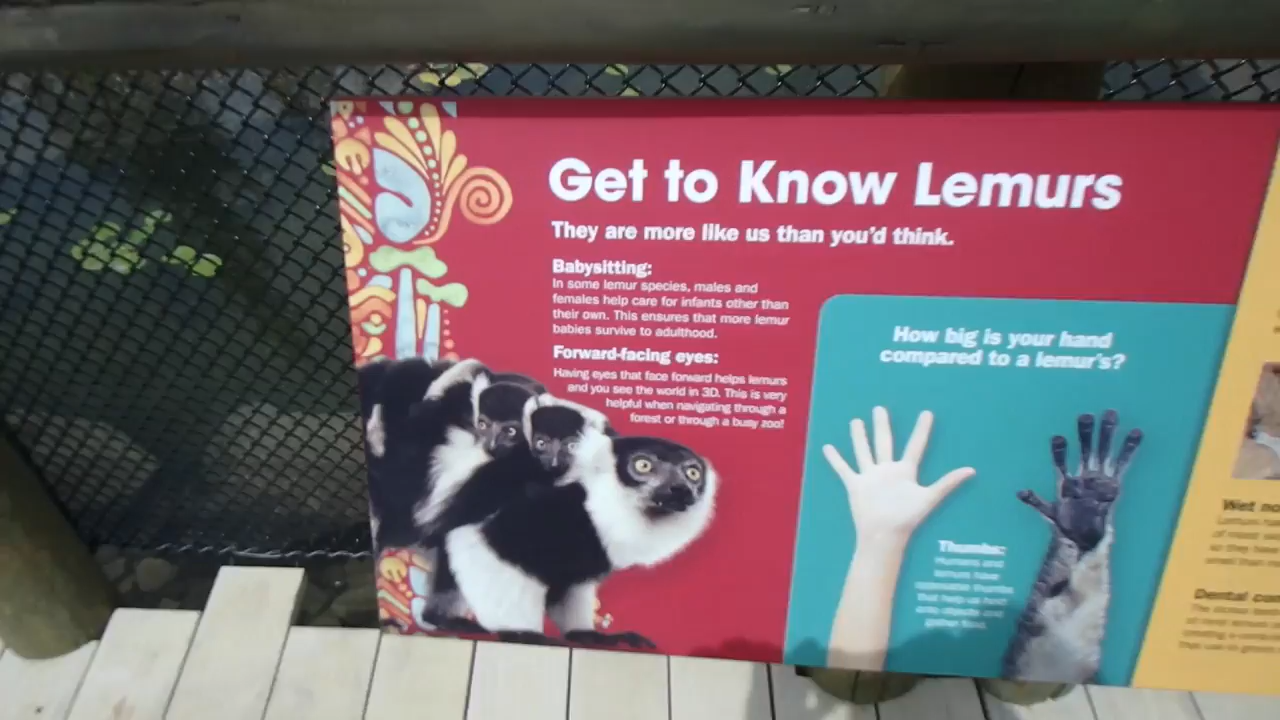 Get to Know Lemurs
They are more like us than you'd think.
Babysitting:
In some lemur species, males and
females help care for infants other than
their own. This ensures that more lemur
babies survive to adulthood.
Forward-facing eyes:
Having eyes that face forward helps lemurs
and you see the world in 3D. This is very
helpful when navigating through a
forest or through a busy zoo!
How big is your hand
compared to a lemur's?
Thumbs:
Humans and
lemurs have
opposable thumbs
that help us hold
onto objects and
gather food.
Wet
Dental